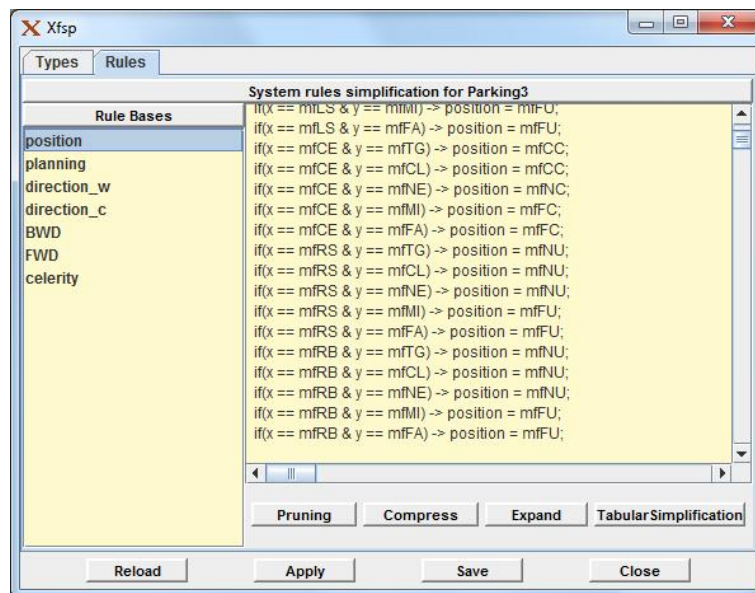 Xfsp
Types Rules
System rules simplification for Parking3
Rule Bases
position
planning
direction_w
direction_c
BWD
FWD
celerity
if(x == mfLS & y == mfMI) -> position = mfFU;
if(x == mfLS & y == mfFA) -> position = mfFU;
if(x == mfCE & y == mfTG) -> position = mfCC;
if(x == mfCE & y == mfCL) -> position = mfCC;
if(x == mfCE & y == mfNE) -> position = mfNC;
if(x == mfCE & y == mfMI) -> position = mfFC;
if(x == mfCE & y == mfFA) -> position = mfFC;
if(x == mfRS & y == mfTG) -> position = mfNU;
if(x == mfRS & y == mfCL) -> position = mfNU;
if(x == mfRS & y == mfNE) -> position = mfNU;
if(x == mfRS & y == mfMI) -> position = mfFU;
if(x == mfRS & y == mfFA) -> position = mfFU;
if(x == mfRB & y == mfTG) -> position = mfNU;
if(x == mfRB & y == mfCL) -> position = mfNU;
if(x == mfRB & y == mfNE) -> position = mfNU;
if(x == mfRB & y == mfMI) -> position = mfFU;
if(x == mfRB & y == mfFA) -> position = mfFU;
Pruning Compress Expand TabularSimplification
Reload Apply Save Close